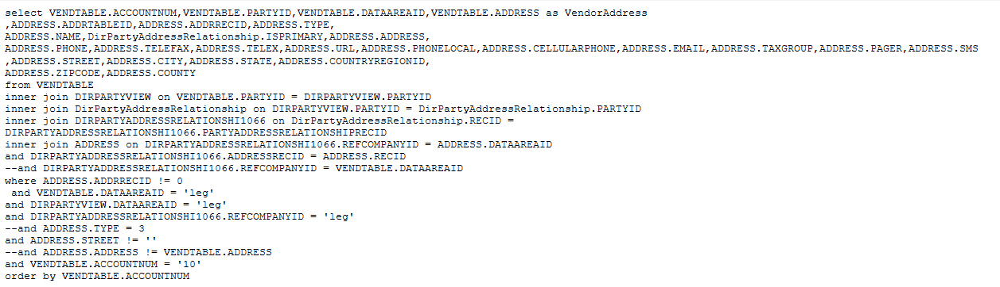 select VENDTABLE.ACCOUNTNUM,VENDTABLE.PARTYID,VENDTABLE.DATAAREAID,VENDTABLE.ADDRESS as VendorAddress
,ADDRESS.ADDRTABLEID,ADDRESS.ADDRRECID,ADDRESS.TYPE,
ADDRESS.NAME,DirPartyAddressRelationship.ISPRIMARY,ADDRESS.ADDRESS,
ADDRESS.PHONE,ADDRESS.TELEFAX,ADDRESS.TELEX,ADDRESS.URL,ADDRESS.PHONELOCAL,ADDRESS.CELLULARPHONE,ADDRESS.EMAIL,ADDRESS.TAXGROUP,ADDRESS.PAGER,ADDRESS.SMS
,ADDRESS.STREET,ADDRESS.CITY,ADDRESS.STATE,ADDRESS.COUNTRYREGIONID,
ADDRESS.ZIPCODE,ADDRESS.COUNTY
from VENDTABLE
inner join DIRPARTYVIEW on VENDTABLE.PARTYID = DIRPARTYVIEW.PARTYID
inner join DirPartyAddressRelationship on DIRPARTYVIEW.PARTYID = DirPartyAddressRelationship.PARTYID
inner join DIRPARTYADDRESSRELATIONSHI1066 on DirPartyAddressRelationship.RECID =
DIRPARTYADDRESSRELATIONSHI1066.PARTYADDRESSRELATIONSHIPRECID
inner join ADDRESS on DIRPARTYADDRESSRELATIONSHI1066.REFCOMPANYID = ADDRESS.DATAAREAID
and DIRPARTYADDRESSRELATIONSHI1066.ADDRESSRECID = ADDRESS.RECID
--and DIRPARTYADDRESSRELATIONSHI1066.REFCOMPANYID = VENDTABLE.DATAAREAID
where ADDRESS.ADDRRECID != 0
and VENDTABLE.DATAAREAID = 'leg'
and DIRPARTYVIEW.DATAAREAID = 'leg'
and DIRPARTYADDRESSRELATIONSHI1066.REFCOMPANYID = 'leg'
--and ADDRESS.TYPE = 3
and ADDRESS.STREET != ''
--and ADDRESS.ADDRESS != VENDTABLE.ADDRESS
and VENDTABLE.ACCOUNTNUM = '10'
order by VENDTABLE.ACCOUNTNUM